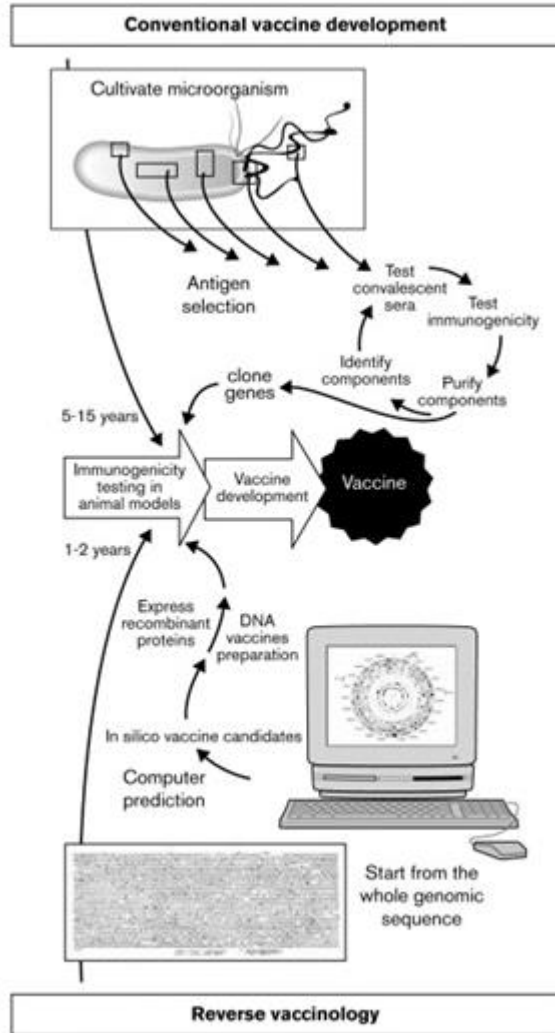 Conventional vaccine development
Cultivate microorganism
Antigen
selection
Test
convalescent
sera
Test
immunogenicity
Identify
components
Purify
components
clone
genes
5-15 years
Immunogenicity
testing in
animal models
Vaccine
development
Vaccine
1-2 years
Express
recombinant
proteins
DNA
vaccines
preparation
In silico vaccine candidates
Computer
prediction
Start from the
whole genomic
sequence
Reverse vaccinology